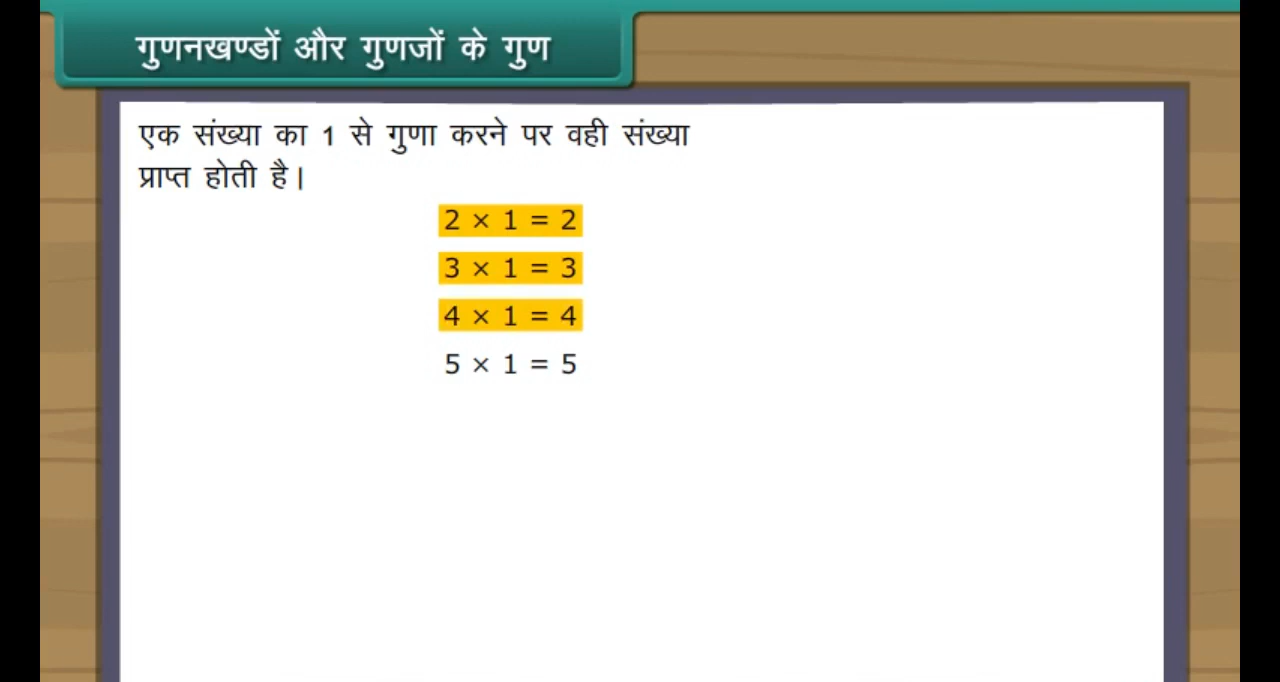 गुणनखण्डों और गुणजों के गुण
एक संख्या का 1 से गुणा करने पर वही संख्या
प्राप्त होती है।
2 × 1 = 2
3 × 1 = 3
4 × 1 = 4
5 × 1 = 5